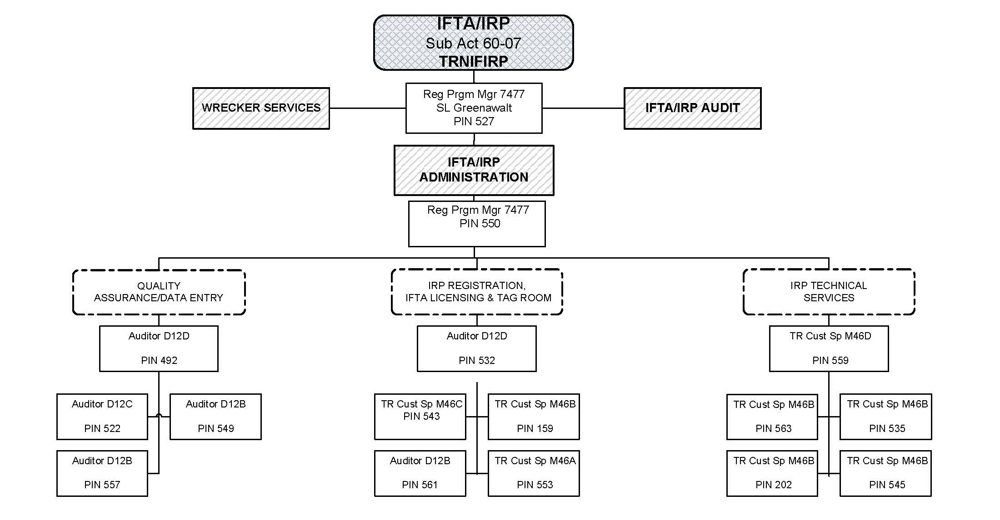 IFTA/IRP
Sub Act 60-07
TRNIFIRP
WRECKER SERVICES
Reg Prgm Mgr 7477
SL Greenawalt
PIN 527
IFTA/IRP AUDIT
IFTA/IRP
ADMINISTRATION
Reg Prgm Mgr 7477
PIN 550
QUALITY
ASSURANCE/DATA ENTRY
IRP REGISTRATION,
IFTA LICENSING & TAG ROOM
IRP TECHNICAL
SERVICES
Auditor D12D
PIN 492
Auditor D12D
PIN 532
TR Cust Sp M46D
PIN 559
Auditor D12C
PIN 522
Auditor D12B
PIN 549
TR Cust Sp M46C
PIN 543
TR Cust Sp M46B
PIN 159
TR Cust Sp M46B
PIN 563
TR Cust Sp M46B
PIN 535
Auditor D12B
PIN 557
Auditor D12B
PIN 561
TR Cust Sp M46A
PIN 553
TR Cust Sp M46B
PIN 202
TR Cust Sp M46B
PIN 545